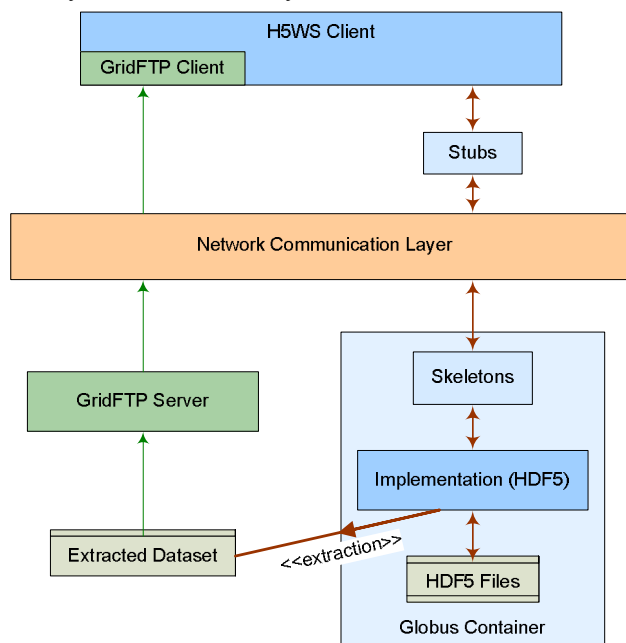 H5WS Client
GridFTP Client
Stubs
Network Communication Layer
Skeletons
GridFTP Server
Implementation (HDF5)
<<extraction>>
Extracted Dataset
HDF5 Files
Globus Container